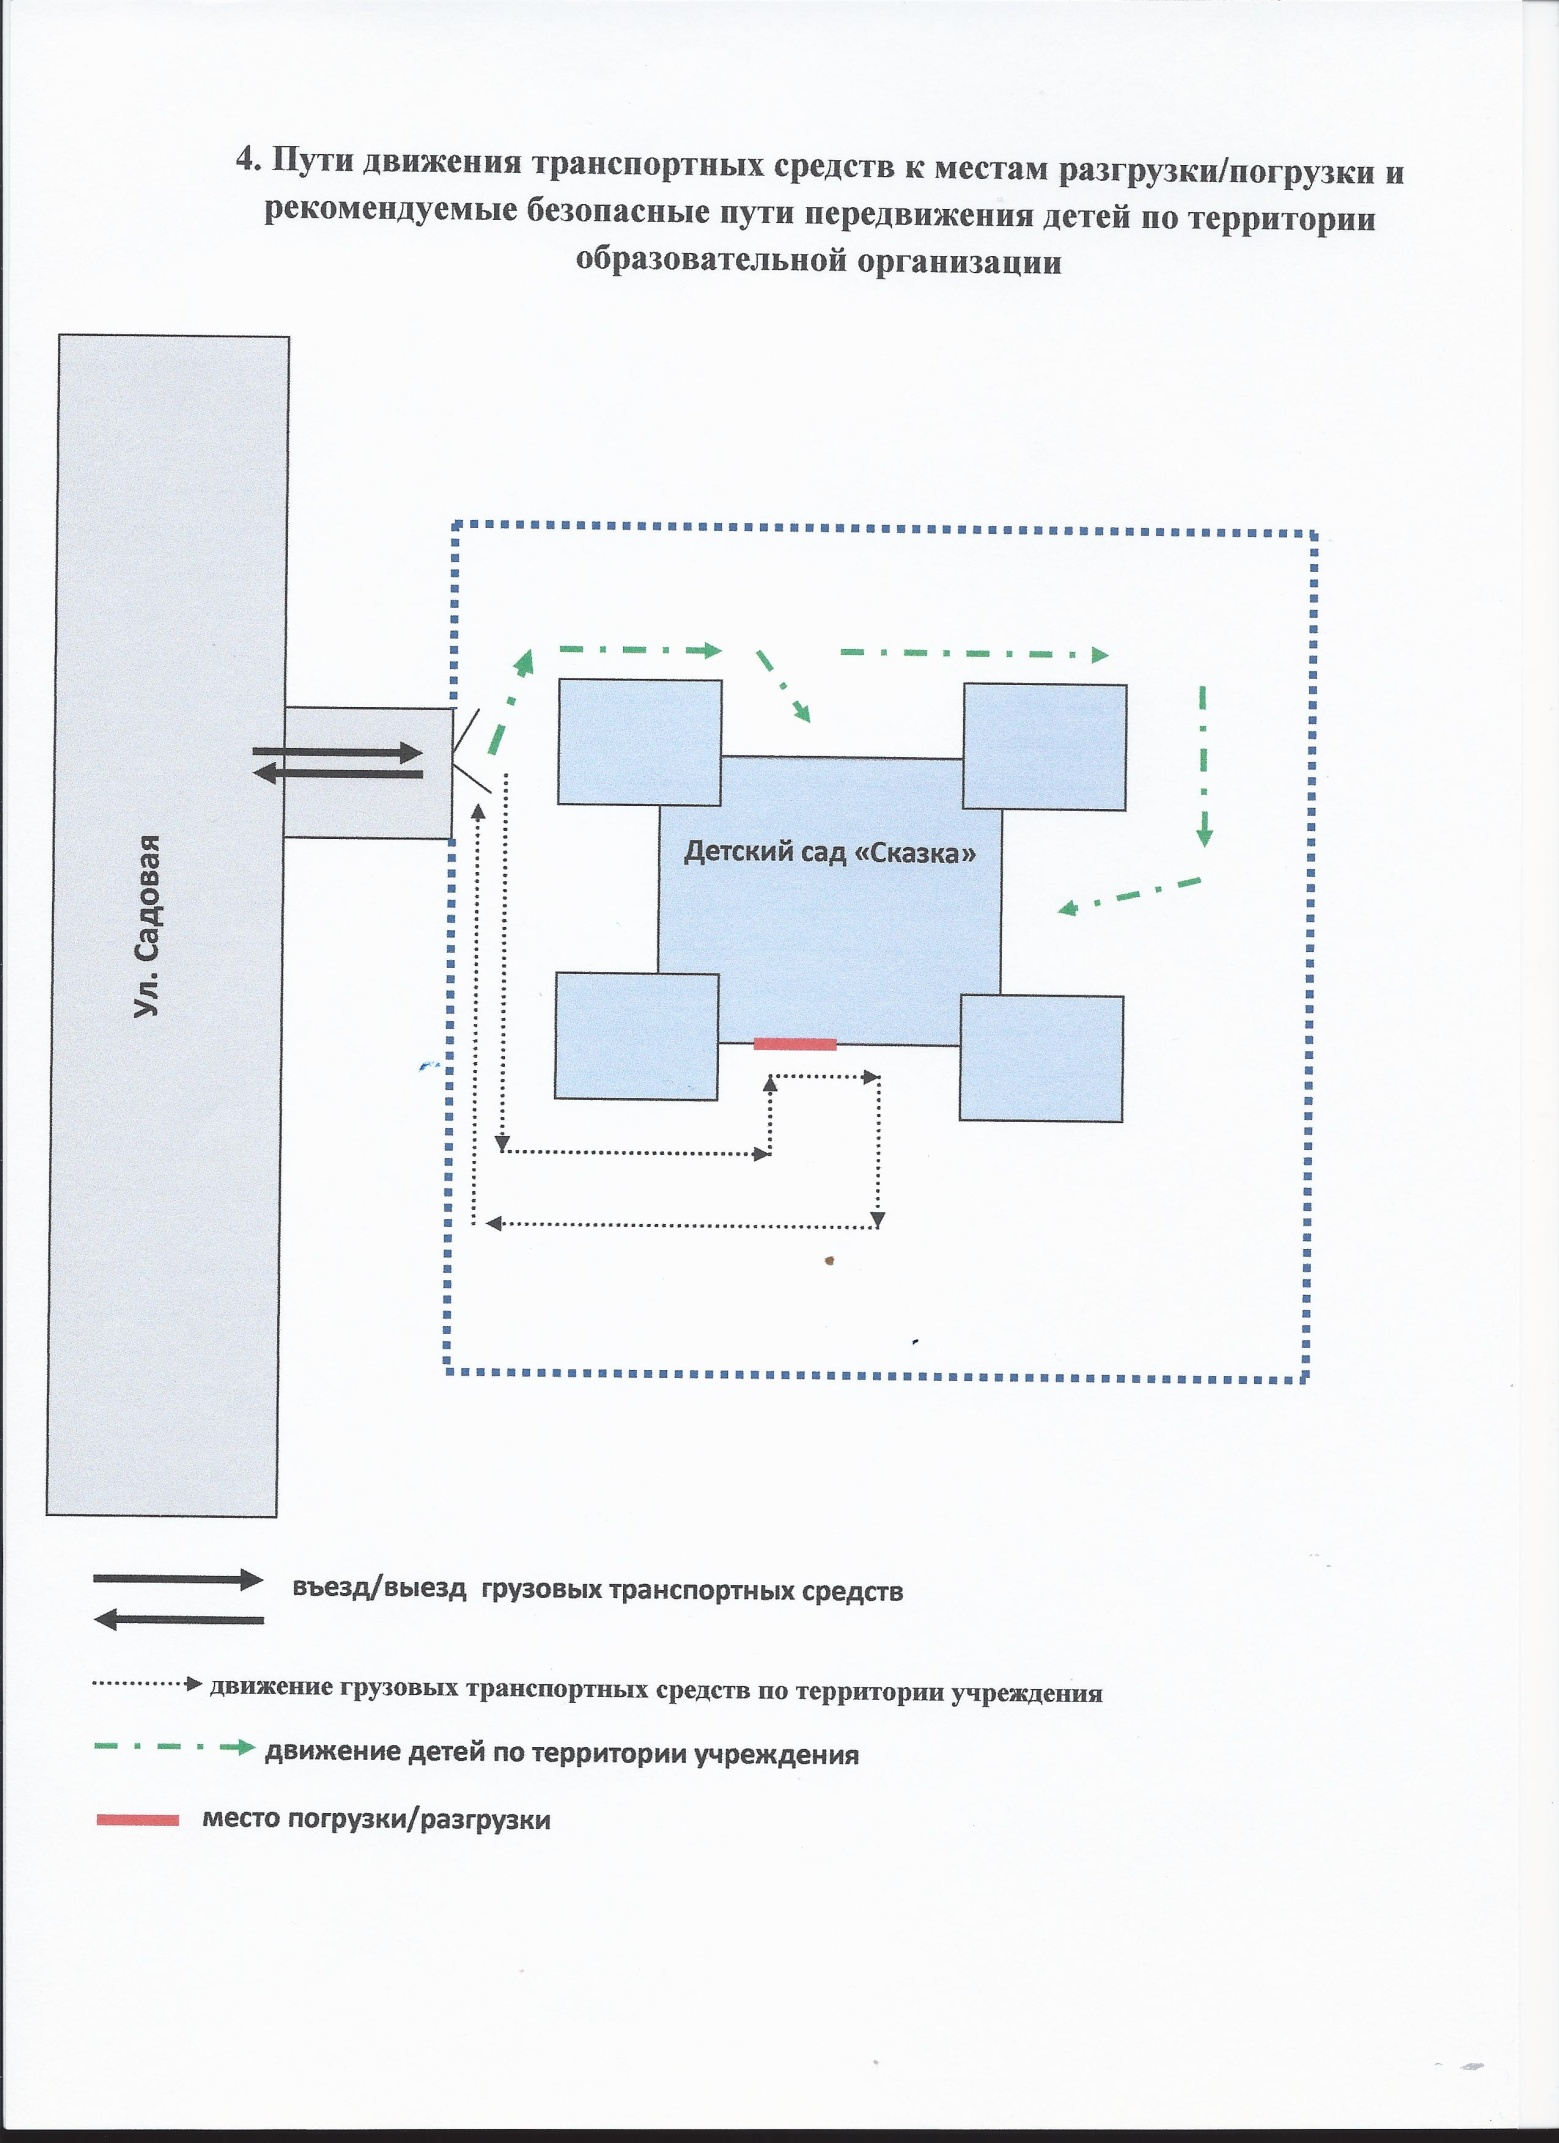 4. Пути движения транспортных средств к местам разгрузки/погрузки и
рекомендуемые безопасные пути передвижения детей по территории
образовательной организации
Детский сад «Сказка»
Ул. Садовая
въезд/выезд грузовых транспортных средств
движение грузовых транспортных средств по территории учреждения
движение детей по территории учреждения
место погрузки/разгрузки